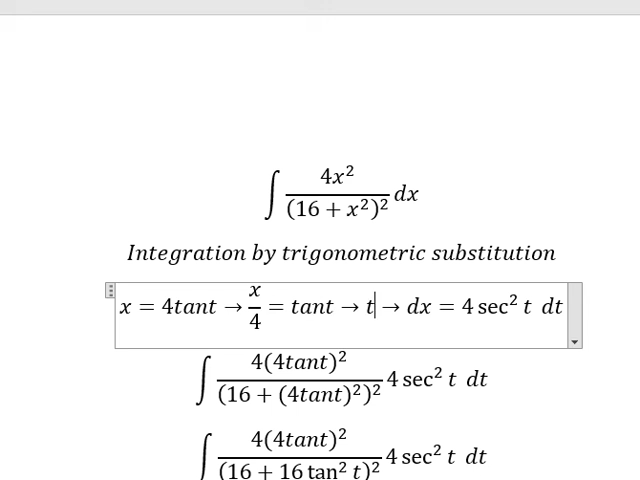 ∫ 4x²/(16 + x²)² dx
Integration by trigonometric substitution
x = 4tant → x/4 = tant → t → dx = 4 sec² t dt
∫ 4(4tant)²/(16 + (4tant)²)² 4 sec² t dt
∫ 4(4tant)²/(16 + 16 tan² t)² 4 sec² t dt